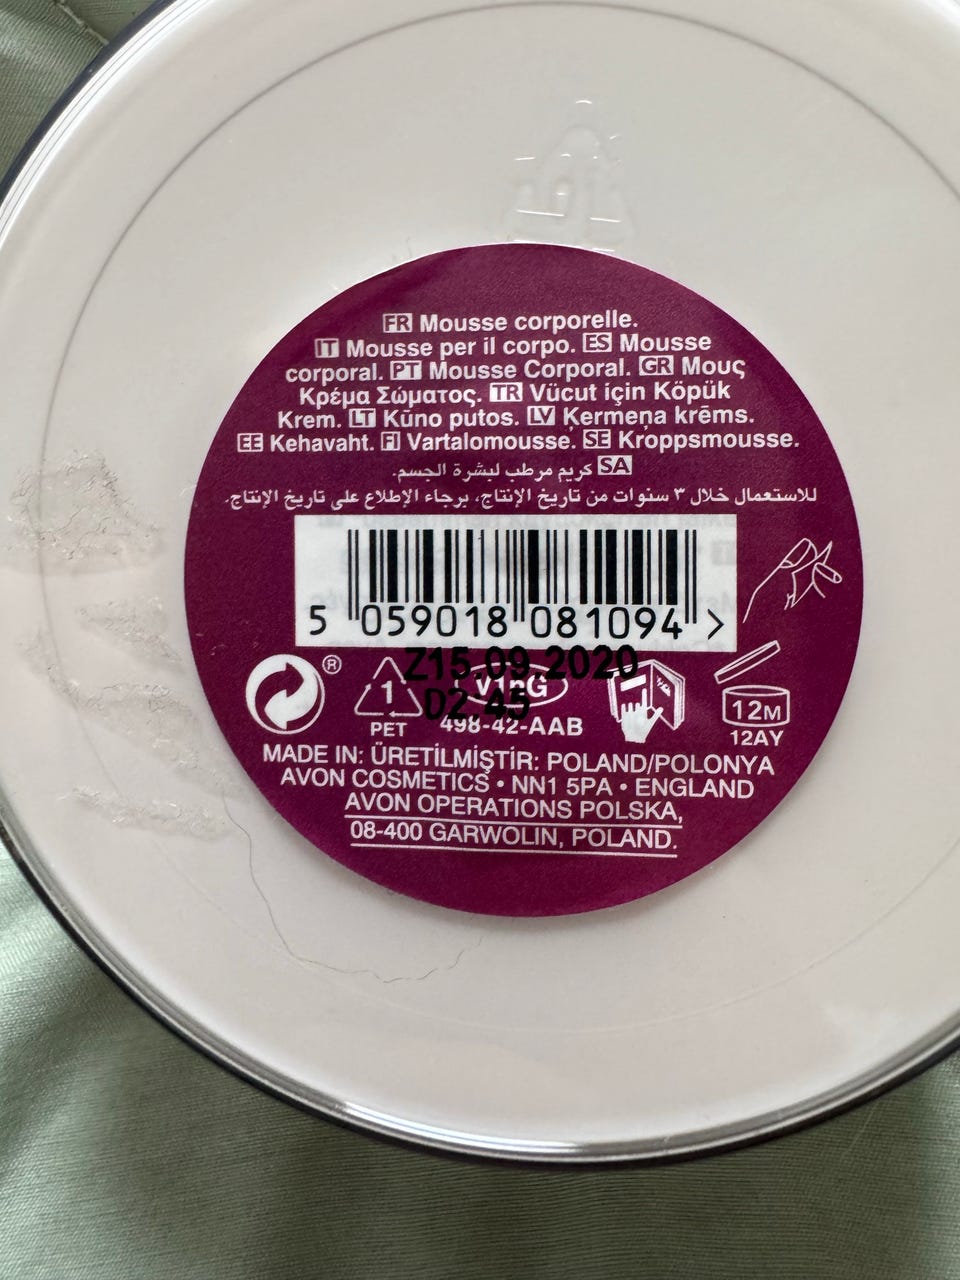 FR Mousse corporelle.
IT Mousse per il corpo. ES Mousse
corporal. PT Mousse Corporal. GR Μους
Κρέμα Σώματος. TR Vücut için Köpük
Krem. LT Kūno putos. LV Ķermeņa krēms.
EE Kehavaht. FI Vartalomousse. SE Kroppsmousse.
SA كريم مرطب لبشرة الجسم.
للاستعمال خلال ٣ سنوات من تاريخ الإنتاج، برجاء الإطلاع على تاريخ الإنتاج.
5 059018 081094 >
Z15.09.2020
D2 45
®
1
PET
498-42-AAB
12M
12AY
MADE IN: ÜRETİLMİŞTİR: POLAND/POLONYA
AVON COSMETICS • NN1 5PA • ENGLAND
AVON OPERATIONS POLSKA,
08-400 GARWOLIN, POLAND.